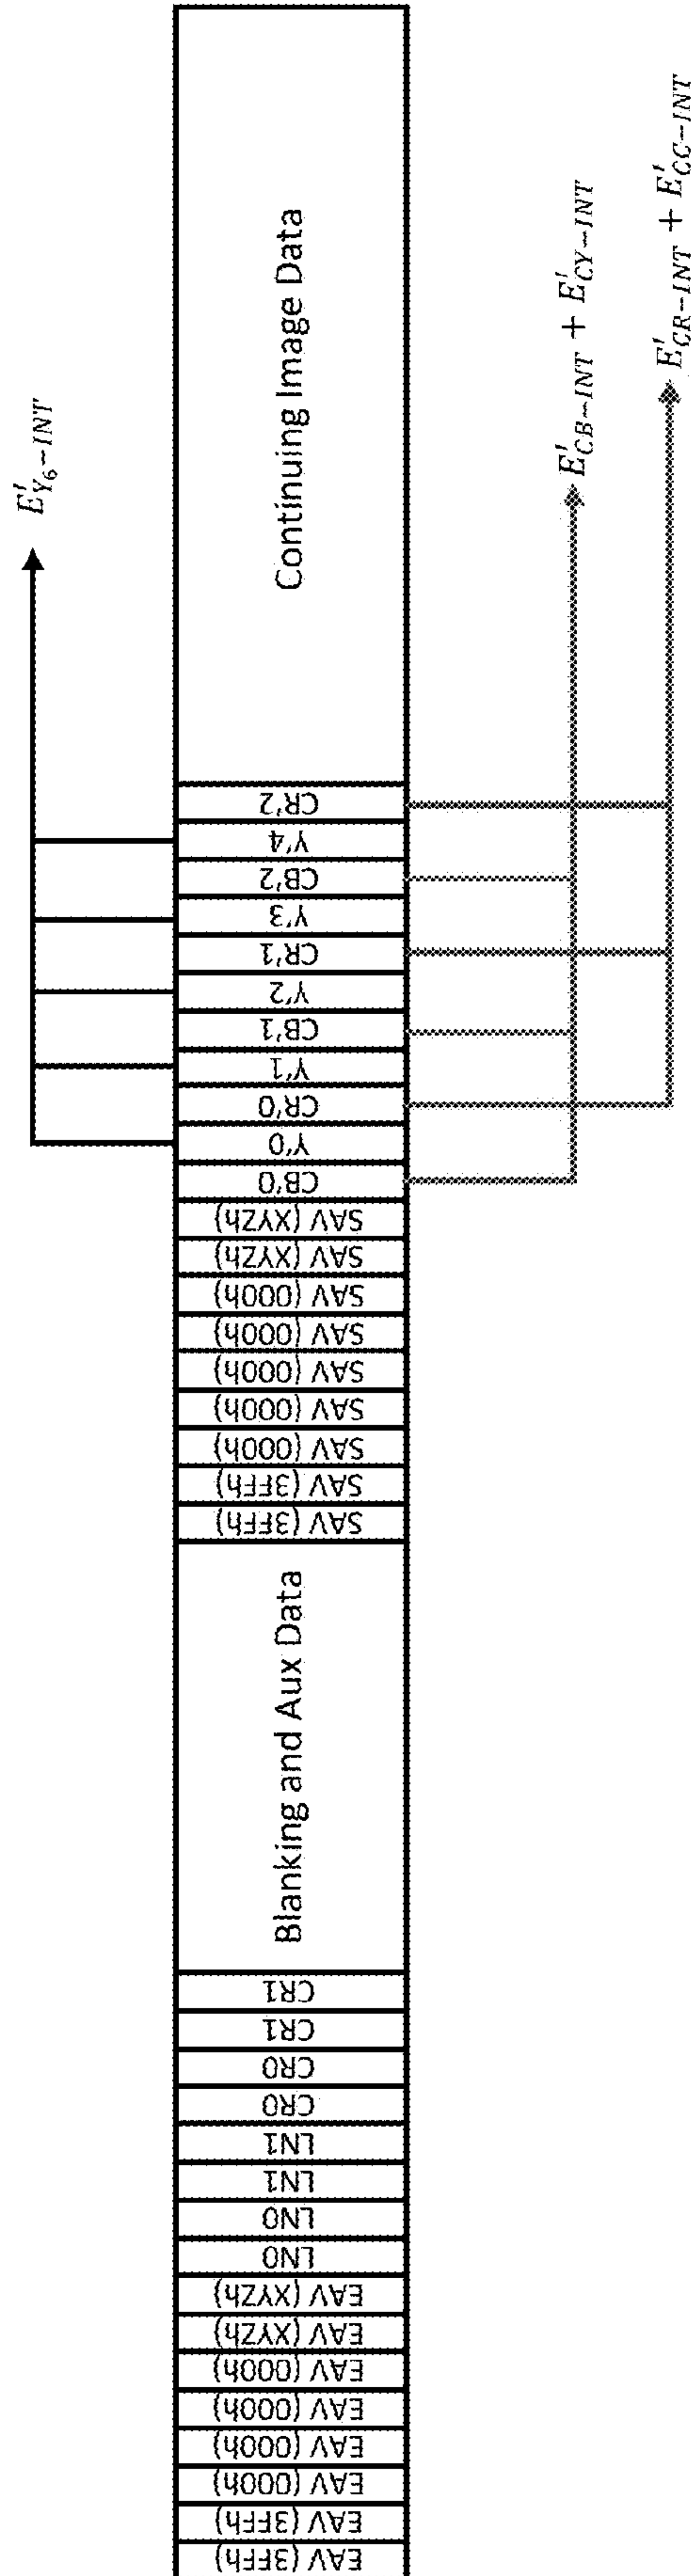 E'Y6-INT
EAV (3FFh)
EAV (3FFh)
EAV (000h)
EAV (000h)
EAV (000h)
EAV (000h)
EAV (XYZh)
EAV (XYZh)
LN0
LN0
LN1
LN1
CR0
CR0
CR1
CR1
Blanking and Aux Data
SAV (3FFh)
SAV (3FFh)
SAV (000h)
SAV (000h)
SAV (000h)
SAV (000h)
SAV (000h)
SAV (XYZh)
SAV (XYZh)
CB'0
Y'0
CR'0
Y'1
CB'1
Y'2
CR'1
Y'3
CB'2
Y'4
CR'2
Continuing Image Data
E'CB-INT + E'CY-INT
E'CR-INT + E'CC-INT